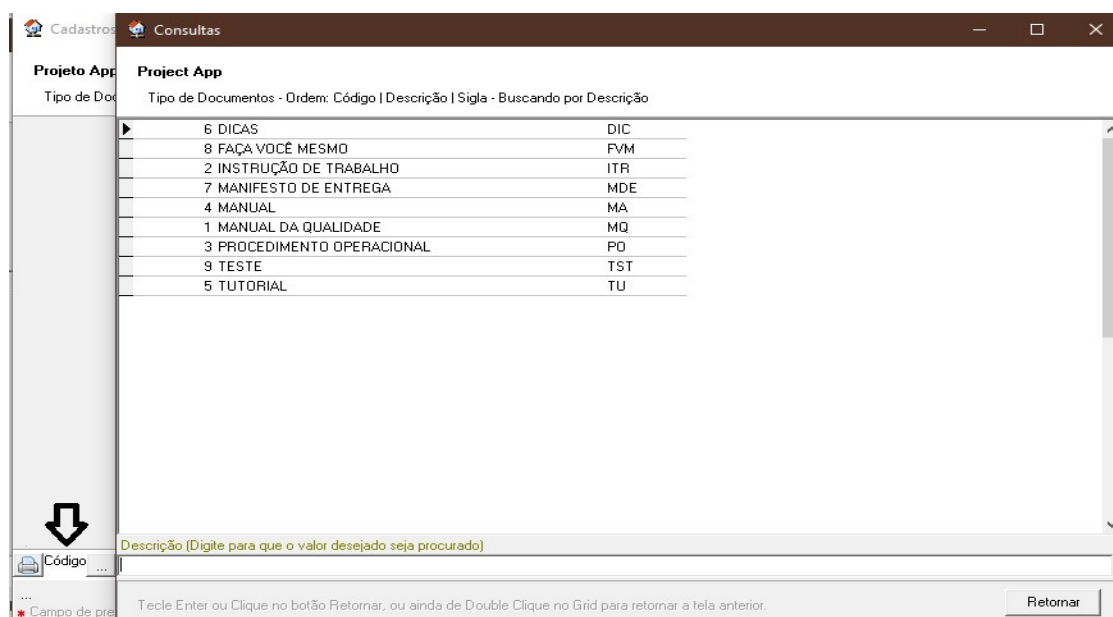 Cadastros
Consultas
Projeto App
Project App
Tipo de Doc
Tipo de Documentos - Ordem: Código | Descrição | Sigla - Buscando por Descrição
6 DICAS DIC
8 FAÇA VOCÊ MESMO FVM
2 INSTRUÇÃO DE TRABALHO ITR
7 MANIFESTO DE ENTREGA MDE
4 MANUAL MA
1 MANUAL DA QUALIDADE MQ
3 PROCEDIMENTO OPERACIONAL PO
9 TESTE TST
5 TUTORIAL TU
Descrição (Digite para que o valor desejado seja procurado)
Código ...
...
* Campo de pre
Tecle Enter ou Clique no botão Retornar, ou ainda de Double Clique no Grid para retornar a tela anterior.
Retornar